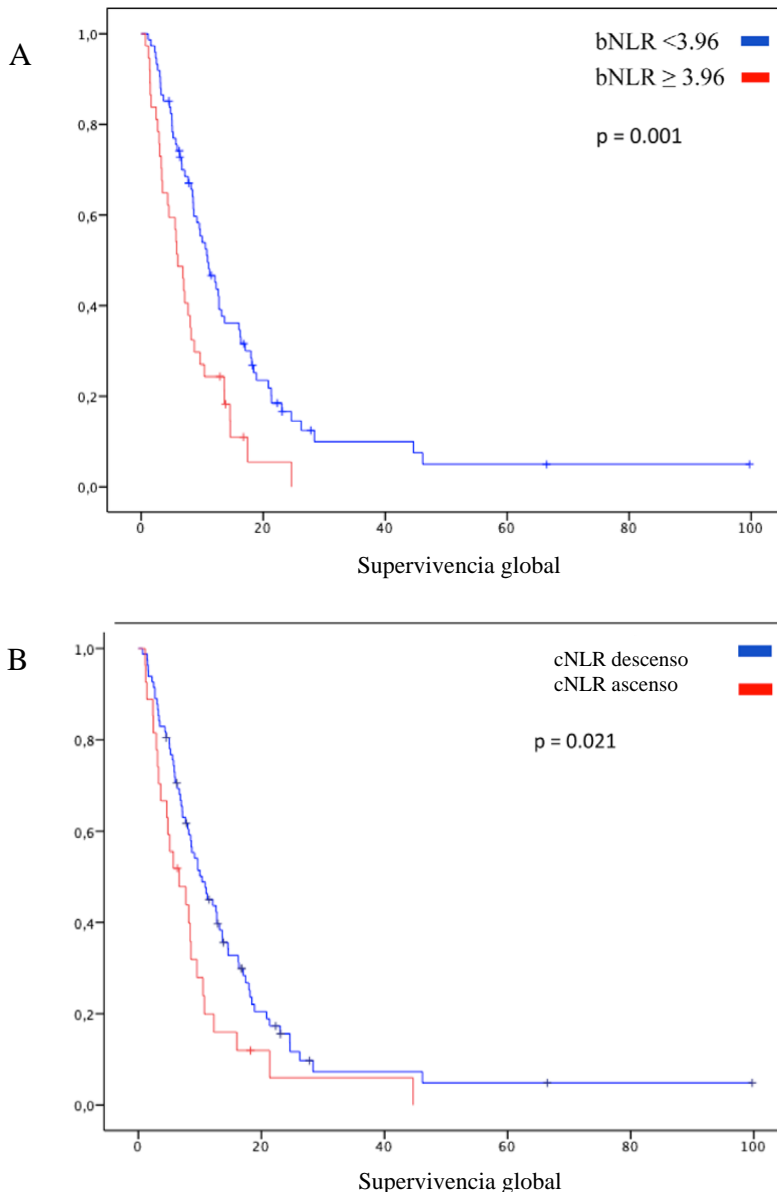 A
bNLR <3.96
bNLR ≥ 3.96
p = 0.001
1,0
0,8
0,6
0,4
0,2
0,0
0 20 40 60 80 100
Supervivencia global
B
cNLR descenso
cNLR ascenso
p = 0.021
1,0
0,8
0,6
0,4
0,2
0,0
0 20 40 60 80 100
Supervivencia global